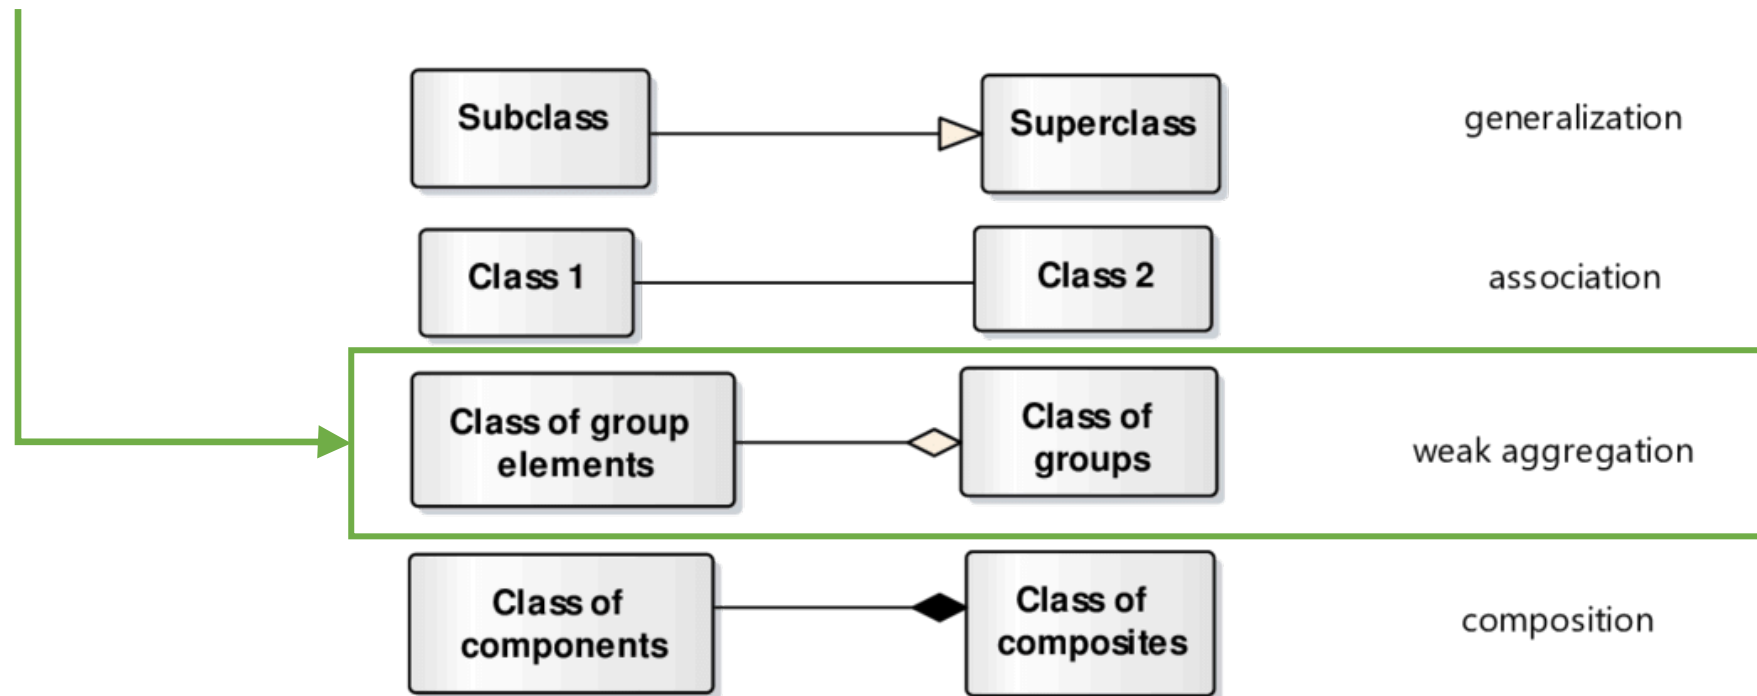 Subclass
Superclass
generalization
Class 1
Class 2
association
Class of group
elements
Class of
groups
weak aggregation
Class of
components
Class of
composites
composition